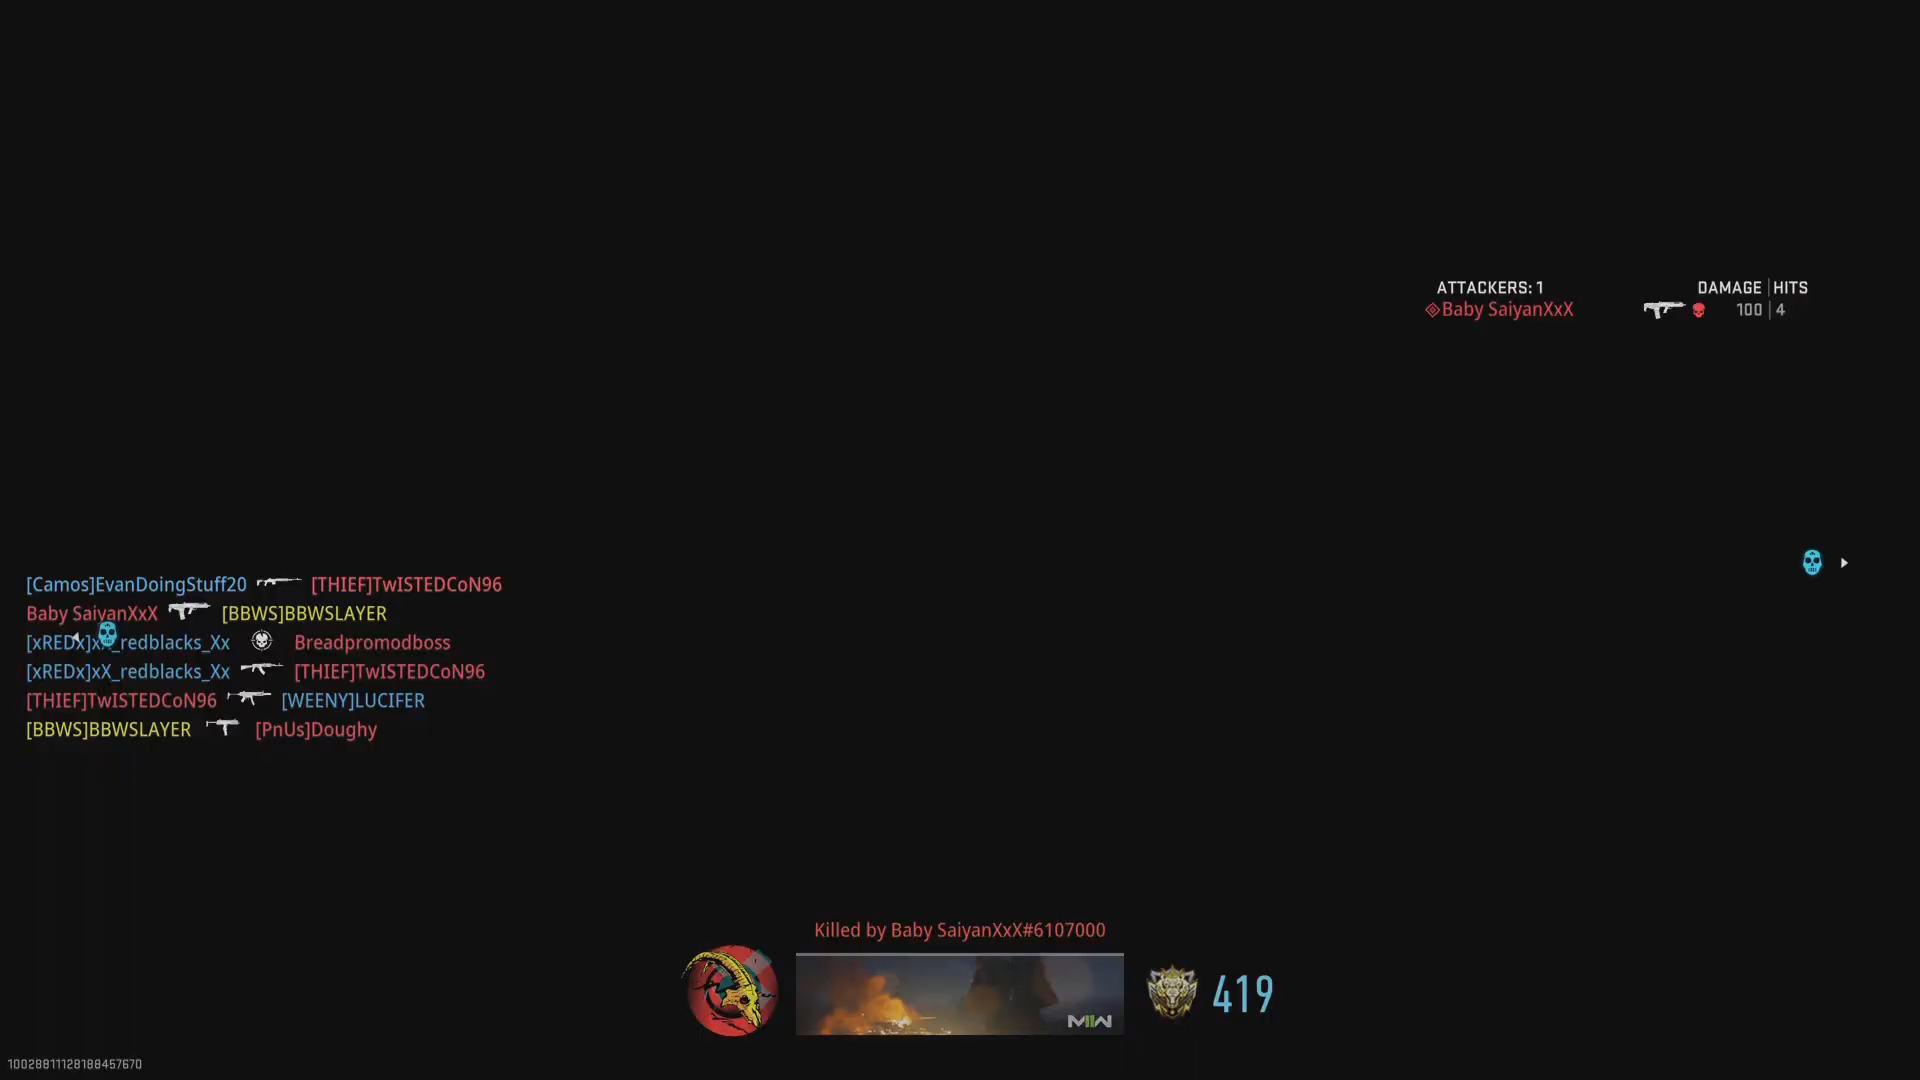 ATTACKERS: 1 DAMAGE | HITS
Baby SaiyanXxX 100 | 4
[Camos]EvanDoingStuff20 [THIEF]TwISTEDCoN96
Baby SaiyanXxX [BBWS]BBWSLAYER
[xREDx]xX_redblacks_Xx Breadpromodboss
[xREDx]xX_redblacks_Xx [THIEF]TwISTEDCoN96
[THIEF]TwISTEDCoN96 [WEENY]LUCIFER
[BBWS]BBWSLAYER [PnUs]Doughy
Killed by Baby SaiyanXxX#6107000
MW
419
10028811128188457670